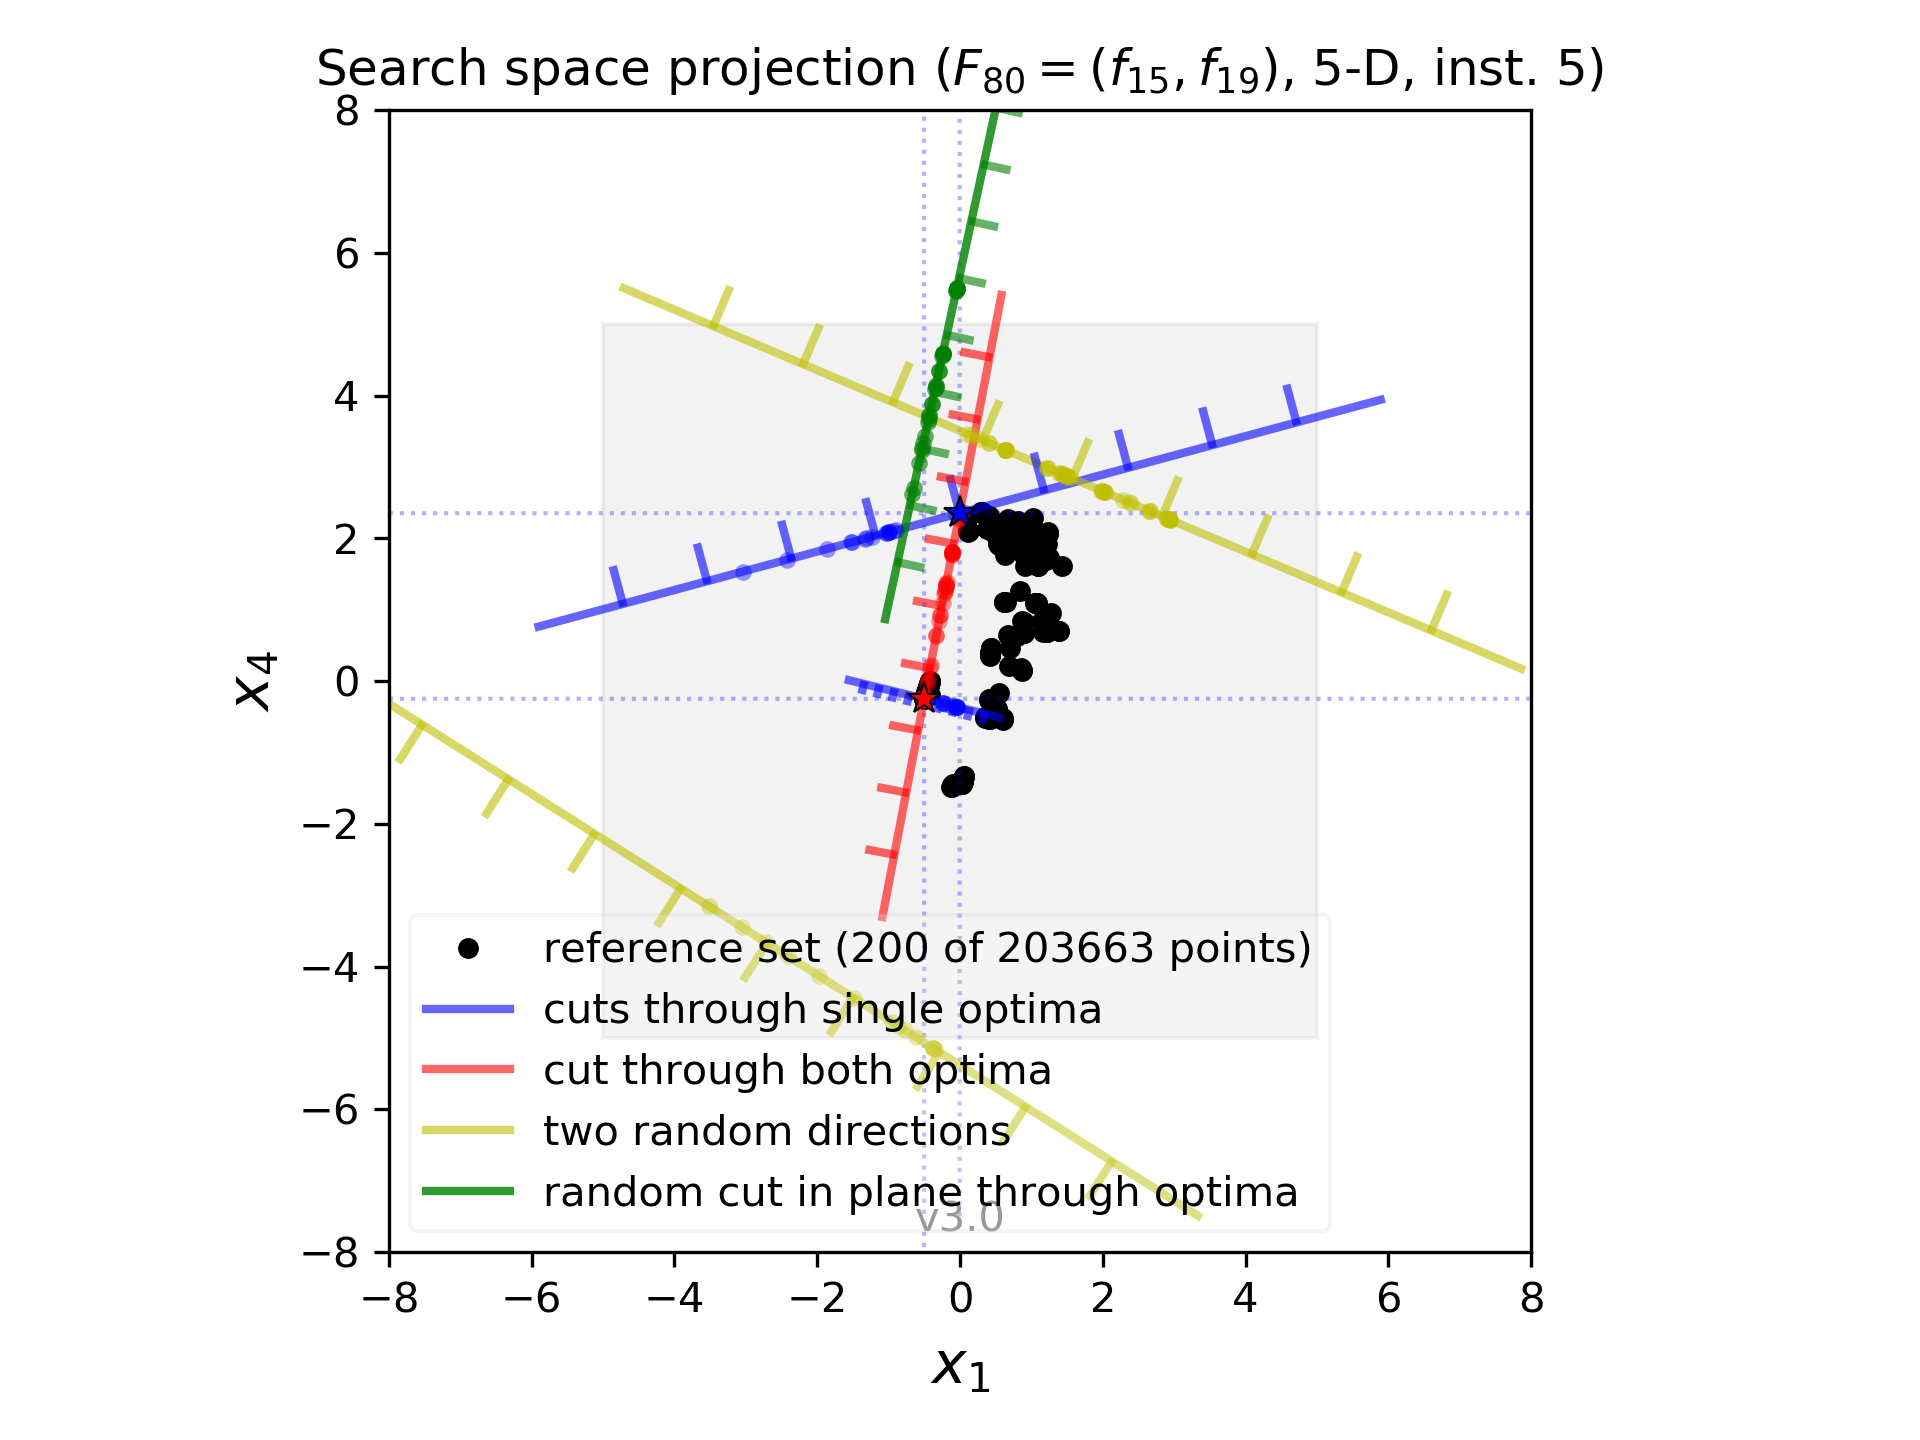 Search space projection (F80 = (f15, f19), 5-D, inst. 5)
8
6
4
2
0
−2
−4
−6
−8
x4
reference set (200 of 203663 points)
cuts through single optima
cut through both optima
two random directions
random cut in plane through optima
v3.0
−8 −6 −4 −2 0 2 4 6 8
x1